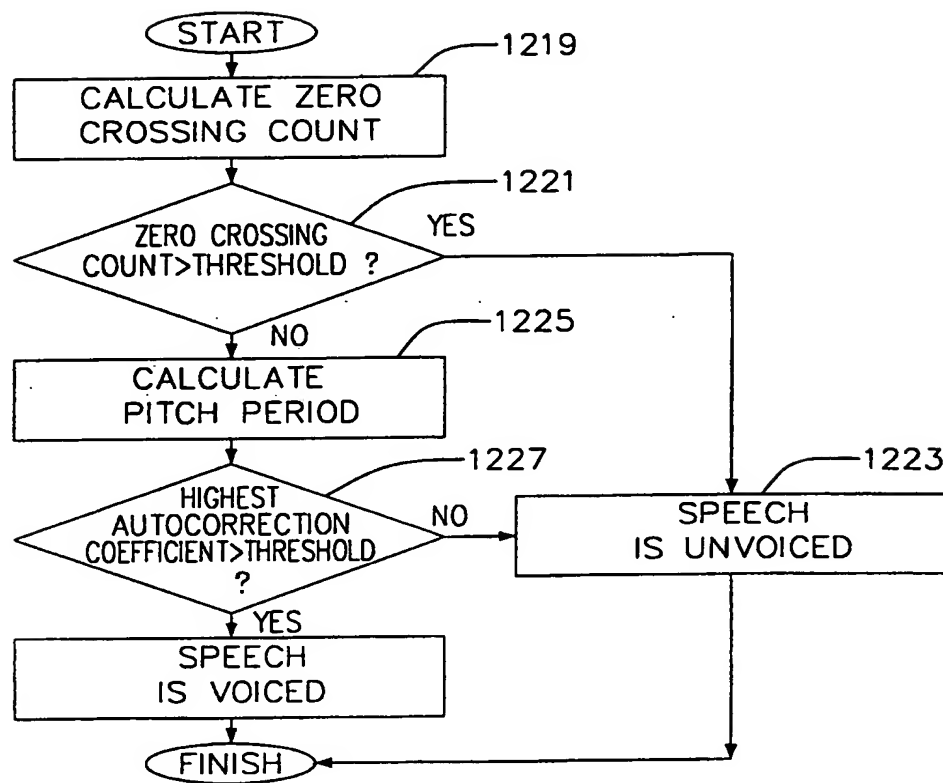 START
1219
CALCULATE ZERO
CROSSING COUNT
1221
ZERO CROSSING
COUNT>THRESHOLD ?
YES
NO
1225
CALCULATE
PITCH PERIOD
1227
HIGHEST
AUTOCORRECTION
COEFFICIENT>THRESHOLD
?
NO
1223
SPEECH
IS UNVOICED
YES
SPEECH
IS VOICED
FINISH